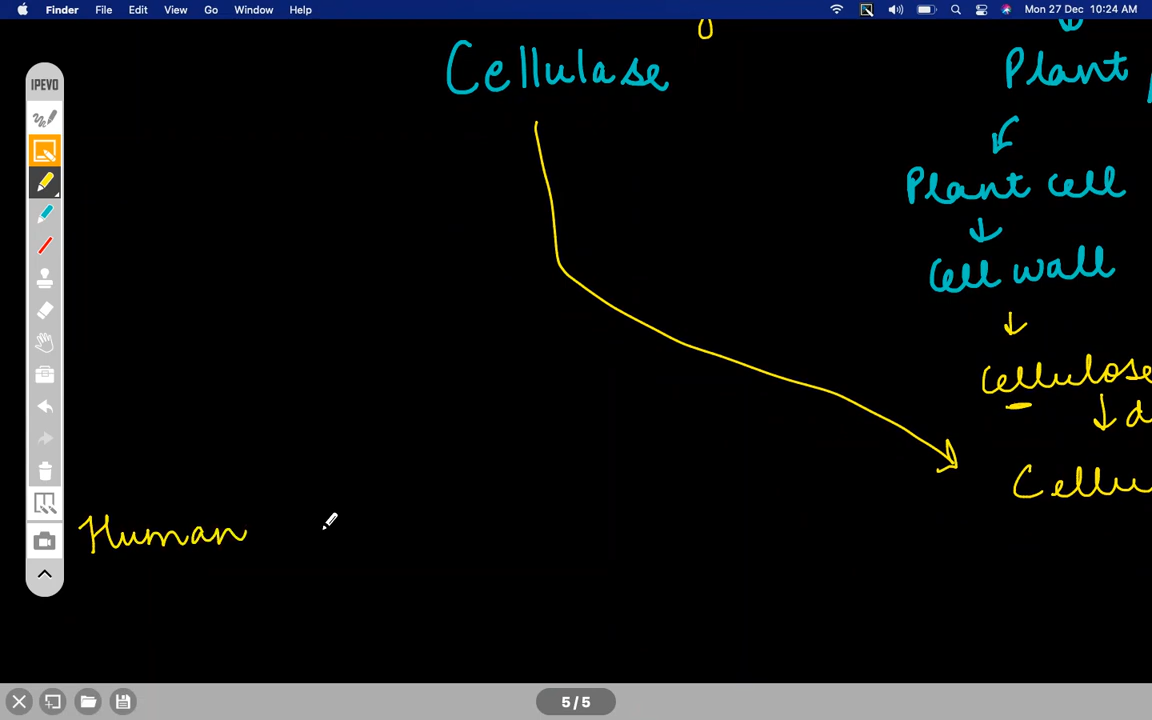 Finder File Edit View Go Window Help Mon 27 Dec 10:24 AM
IPEVO
Cellulase
Plant
Plant cell
Cell wall
Cellulose
Human
5/5